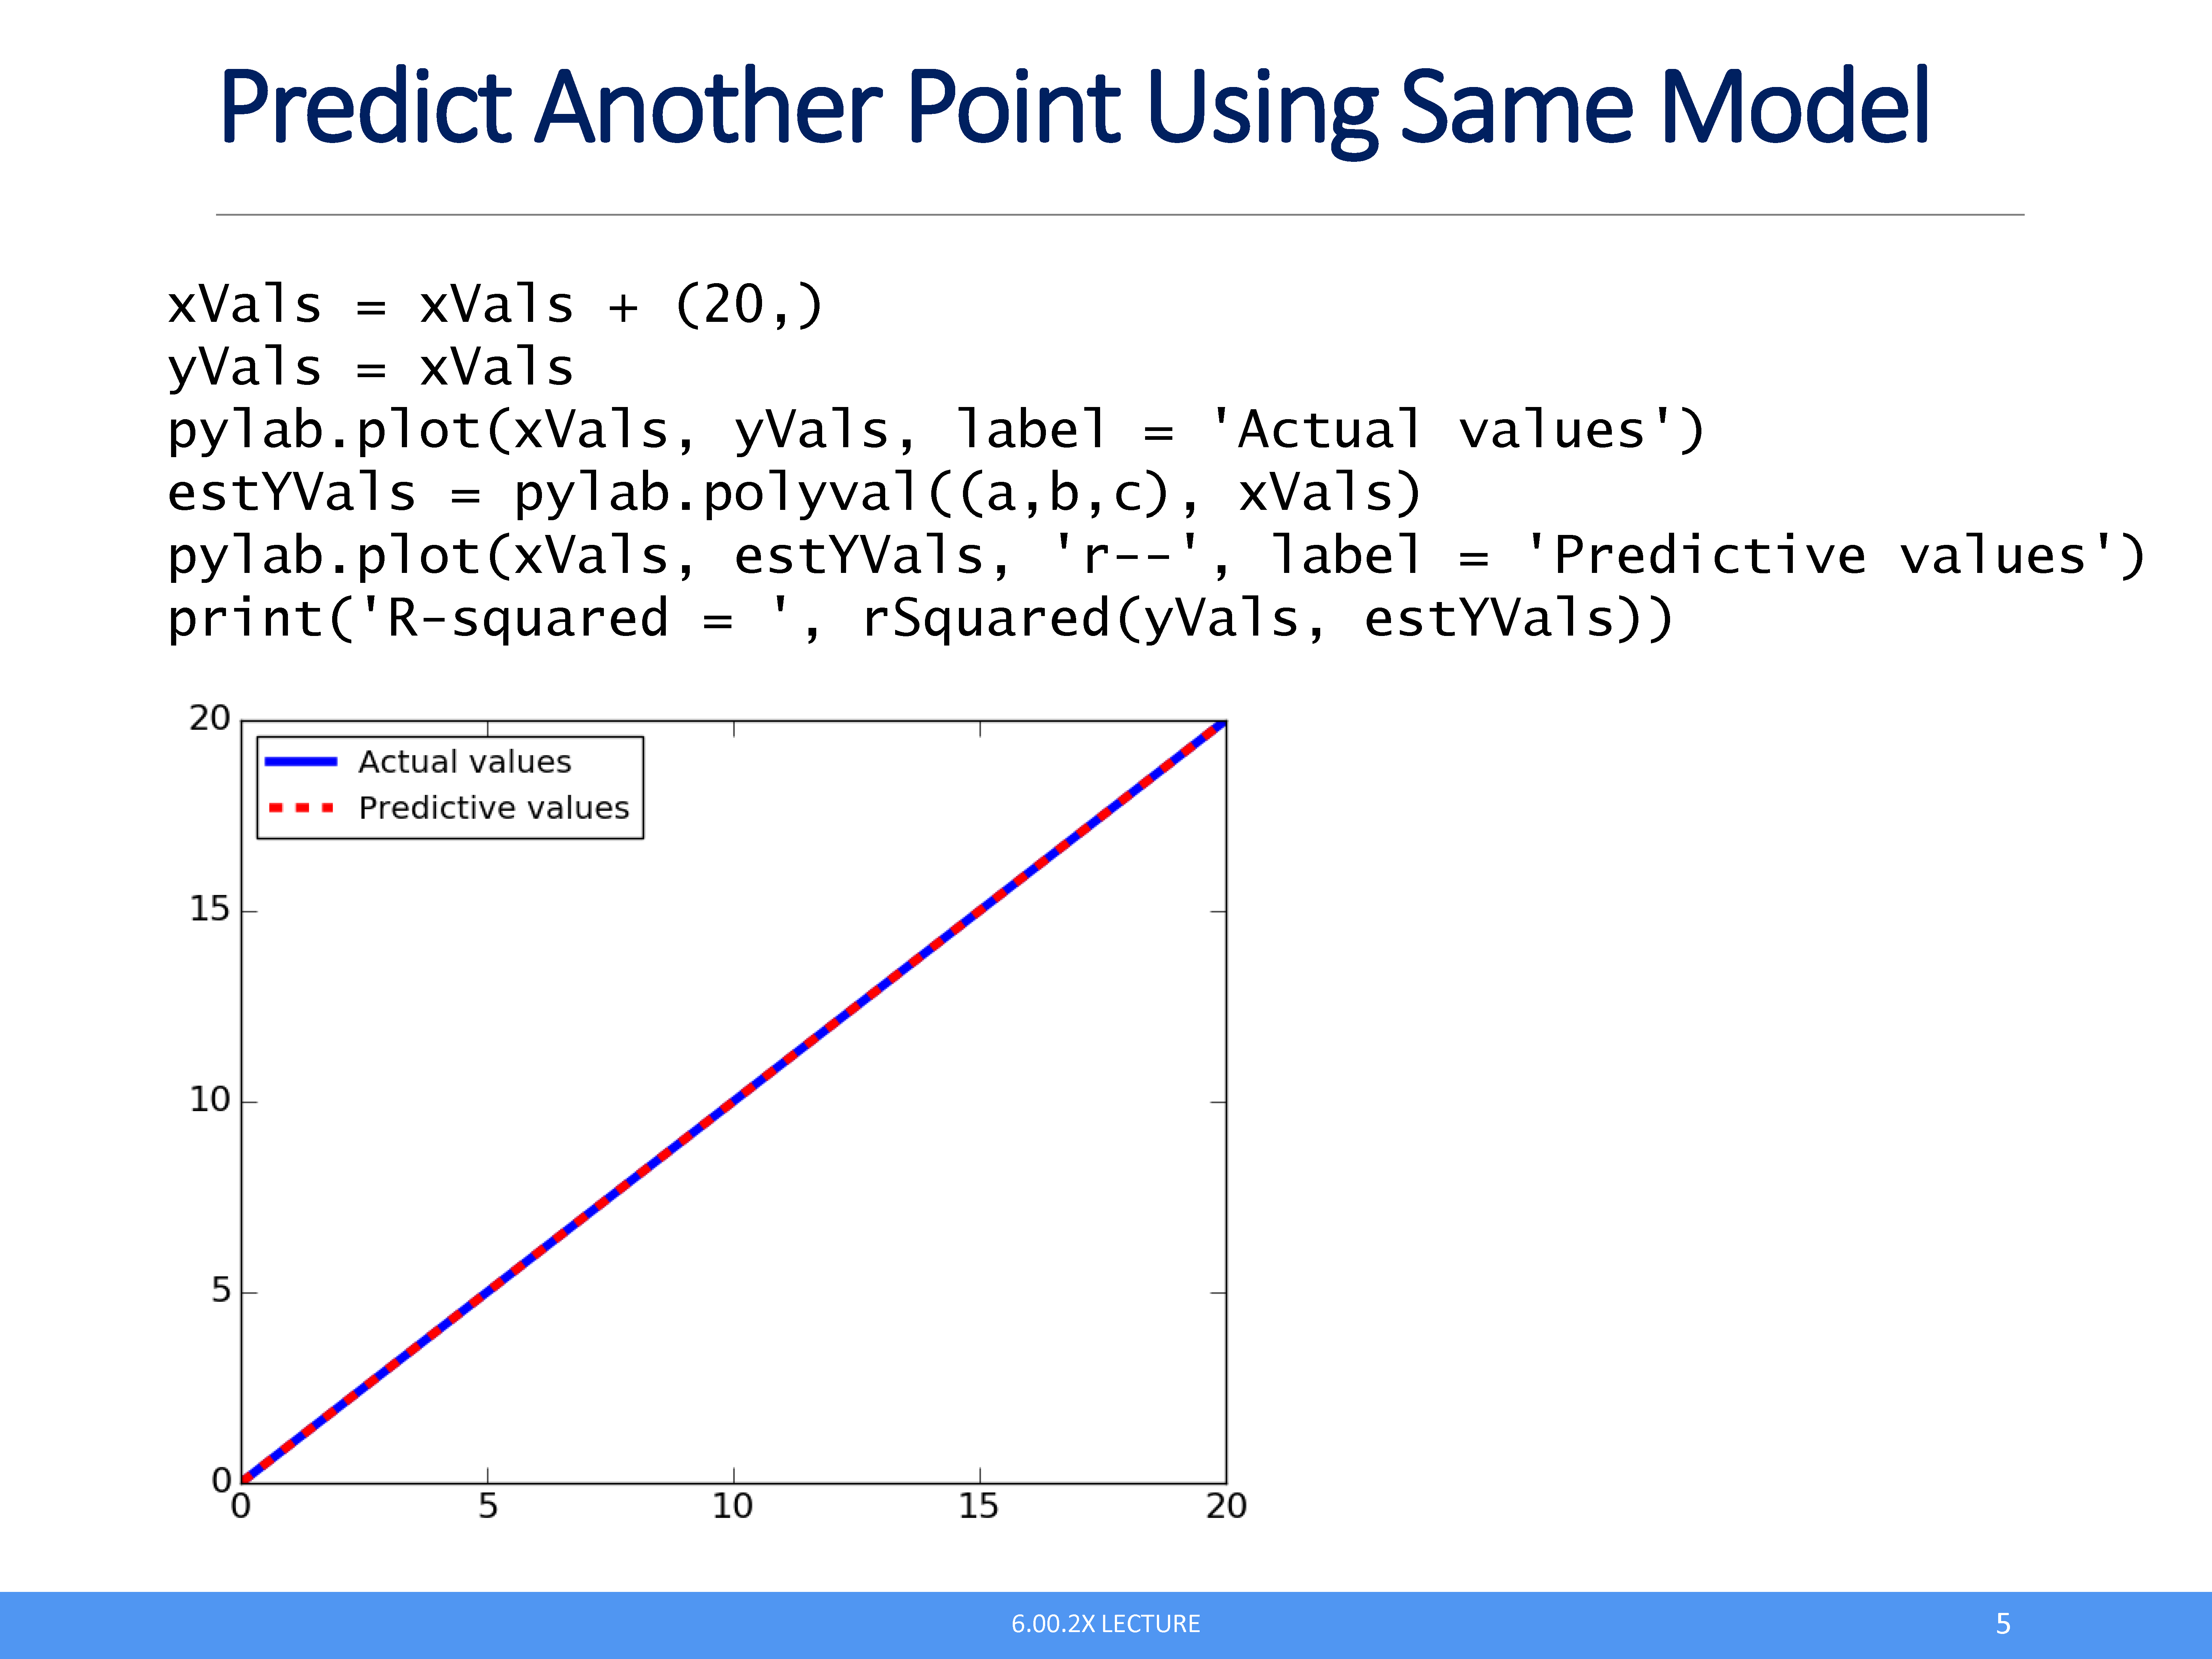 Predict Another Point Using Same Model
xVals = xVals + (20,)
yVals = xVals
pylab.plot(xVals, yVals, label = 'Actual values')
estYVals = pylab.polyval((a,b,c), xVals)
pylab.plot(xVals, estYVals, 'r--', label = 'Predictive values')
print('R-squared = ', rSquared(yVals, estYVals))
20
Actual values
Predictive values
15
10
5
0
0 5 10 15 20
6.00.2X LECTURE 5